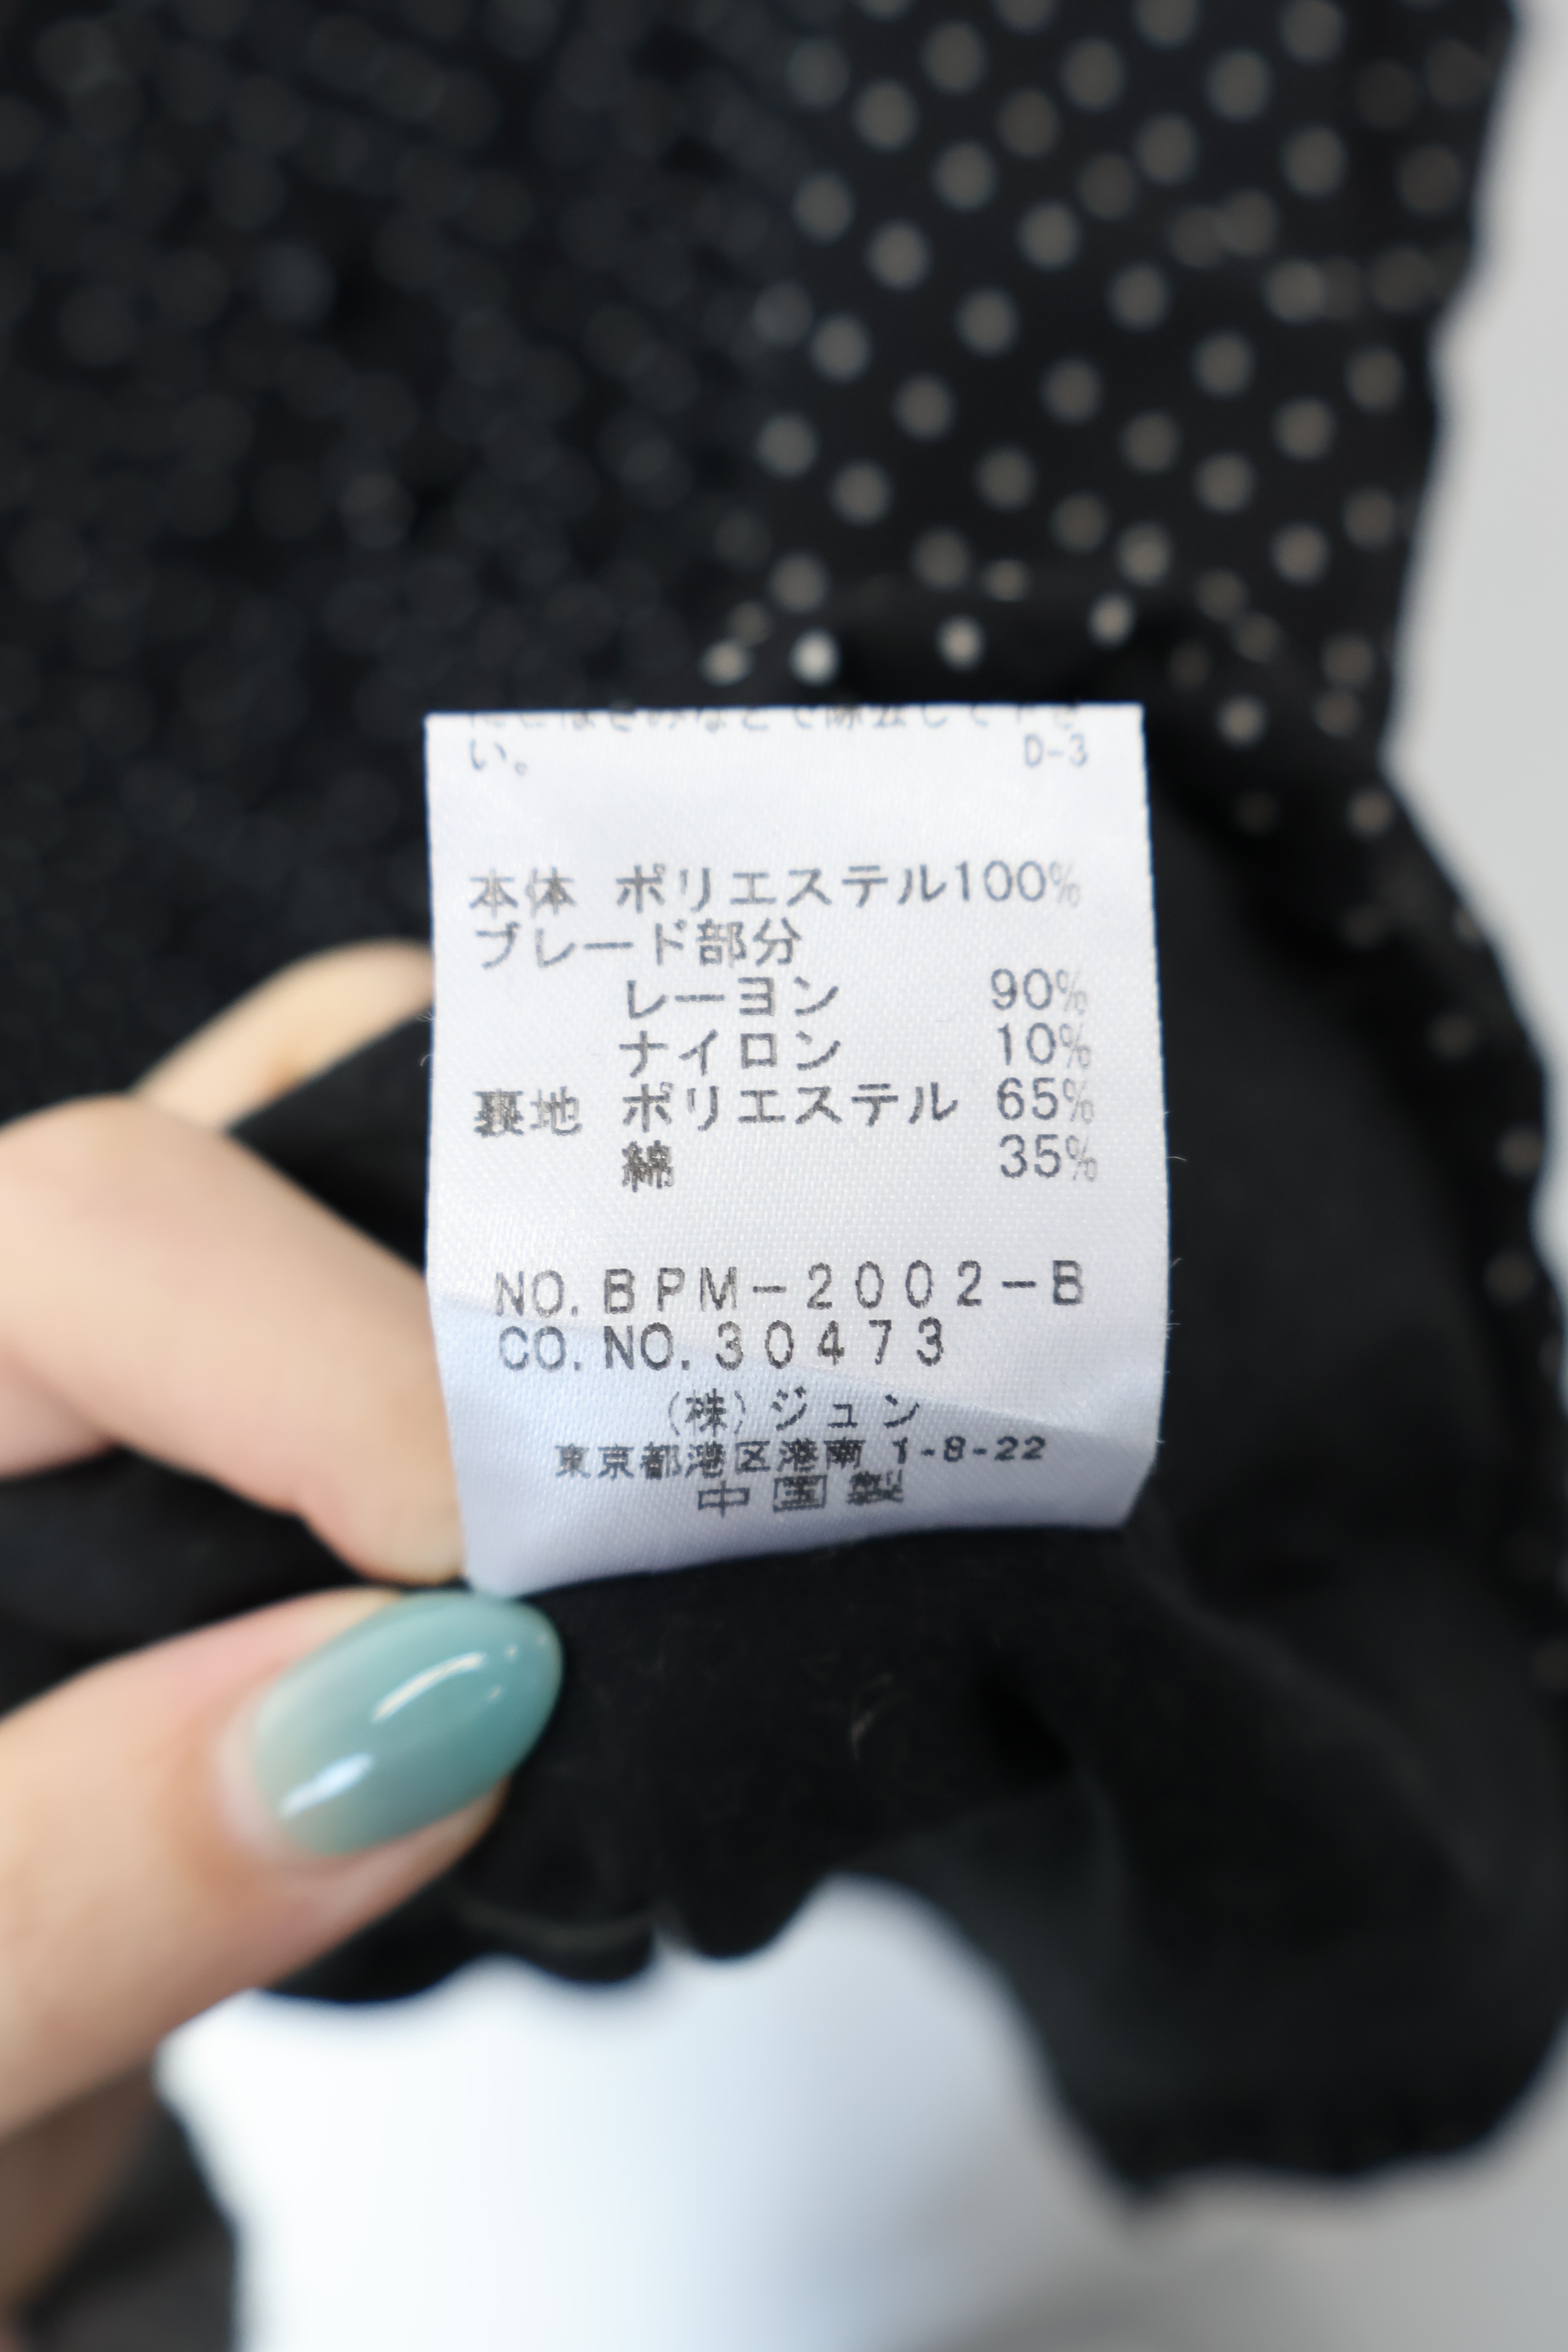 い。 D-3
本体 ポリエステル100%
ブレード部分
レーヨン 90%
ナイロン 10%
裏地 ポリエステル 65%
綿 35%
NO.BPM-2002-B
CO.NO.30473
(株)ジュン
東京都港区港南 1-8-22
中国製